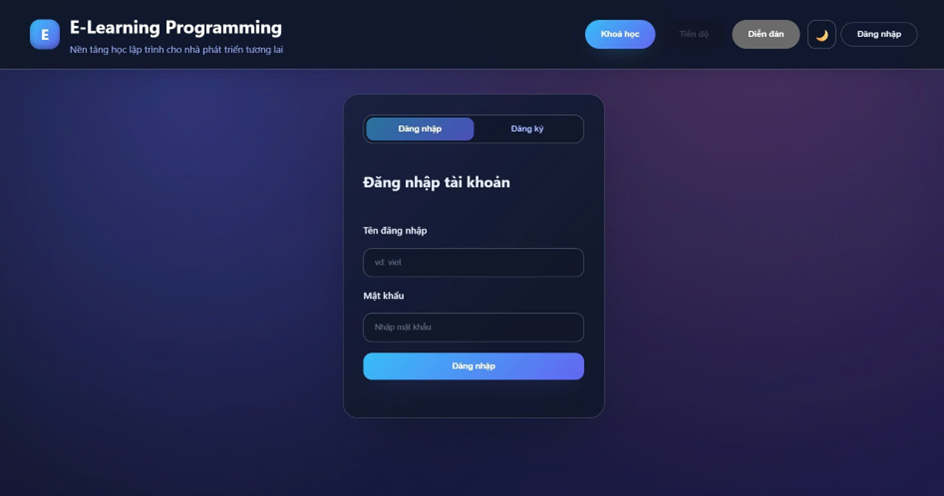 E
E-Learning Programming
Nền tảng học lập trình cho nhà phát triển tương lai
Khoá học
Tiến độ
Diễn đàn
Đăng nhập
Đăng nhập
Đăng ký
Đăng nhập tài khoản
Tên đăng nhập
vd: viet
Mật khẩu
Nhập mật khẩu
Đăng nhập